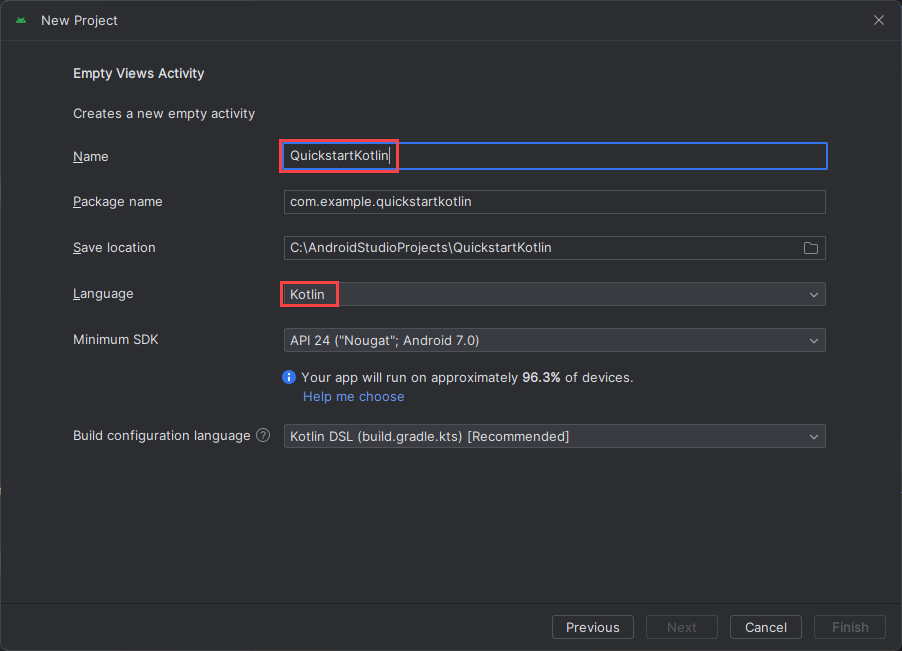 New Project
Empty Views Activity
Creates a new empty activity
Name QuickstartKotlin
Package name com.example.quickstartkotlin
Save location C:\AndroidStudioProjects\QuickstartKotlin
Language Kotlin
Minimum SDK API 24 ("Nougat"; Android 7.0)
Your app will run on approximately 96.3% of devices.
Help me choose
Build configuration language ? Kotlin DSL (build.gradle.kts) [Recommended]
Previous Next Cancel Finish